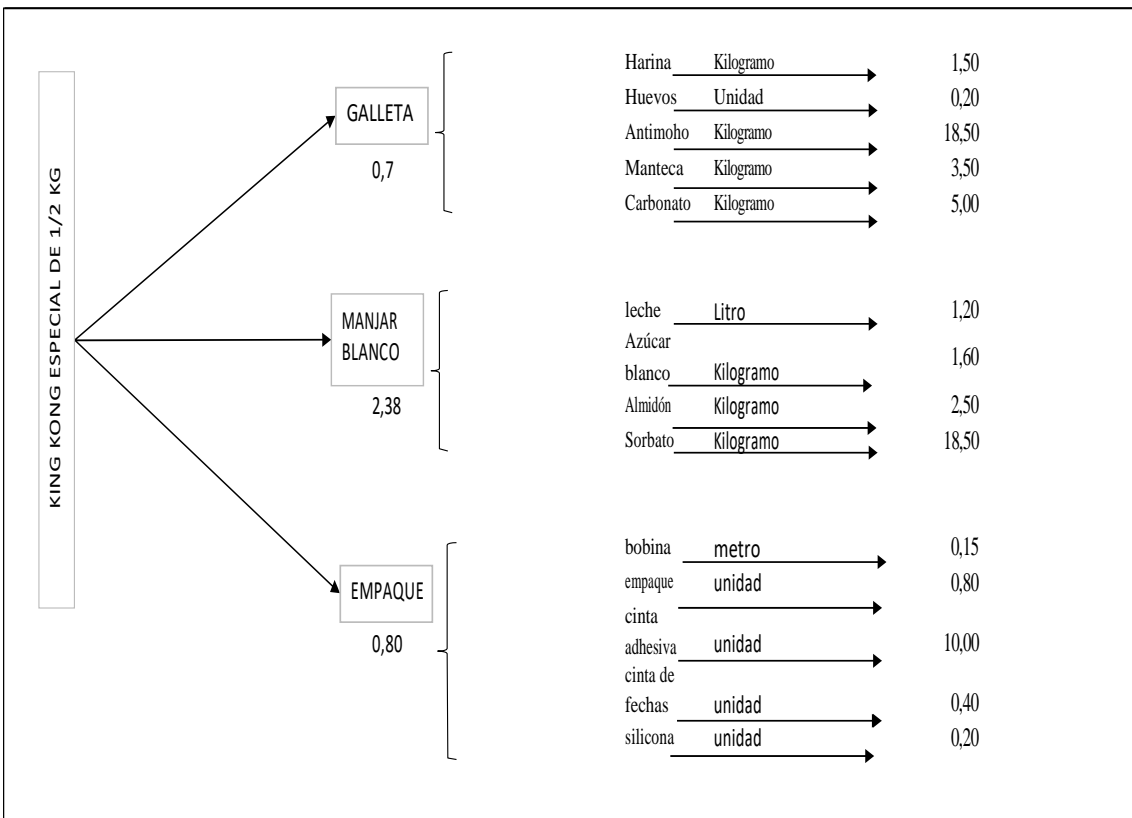 KING KONG ESPECIAL DE 1/2 KG
GALLETA
0,7
Harina Kilogramo 1,50
Huevos Unidad 0,20
Antimoho Kilogramo 18,50
Manteca Kilogramo 3,50
Carbonato Kilogramo 5,00
MANJAR
BLANCO
2,38
leche Litro 1,20
Azúcar
blanco Kilogramo 1,60
Almidón Kilogramo 2,50
Sorbato Kilogramo 18,50
EMPAQUE
0,80
bobina metro 0,15
empaque unidad 0,80
cinta
adhesiva unidad 10,00
cinta de
fechas unidad 0,40
silicona unidad 0,20